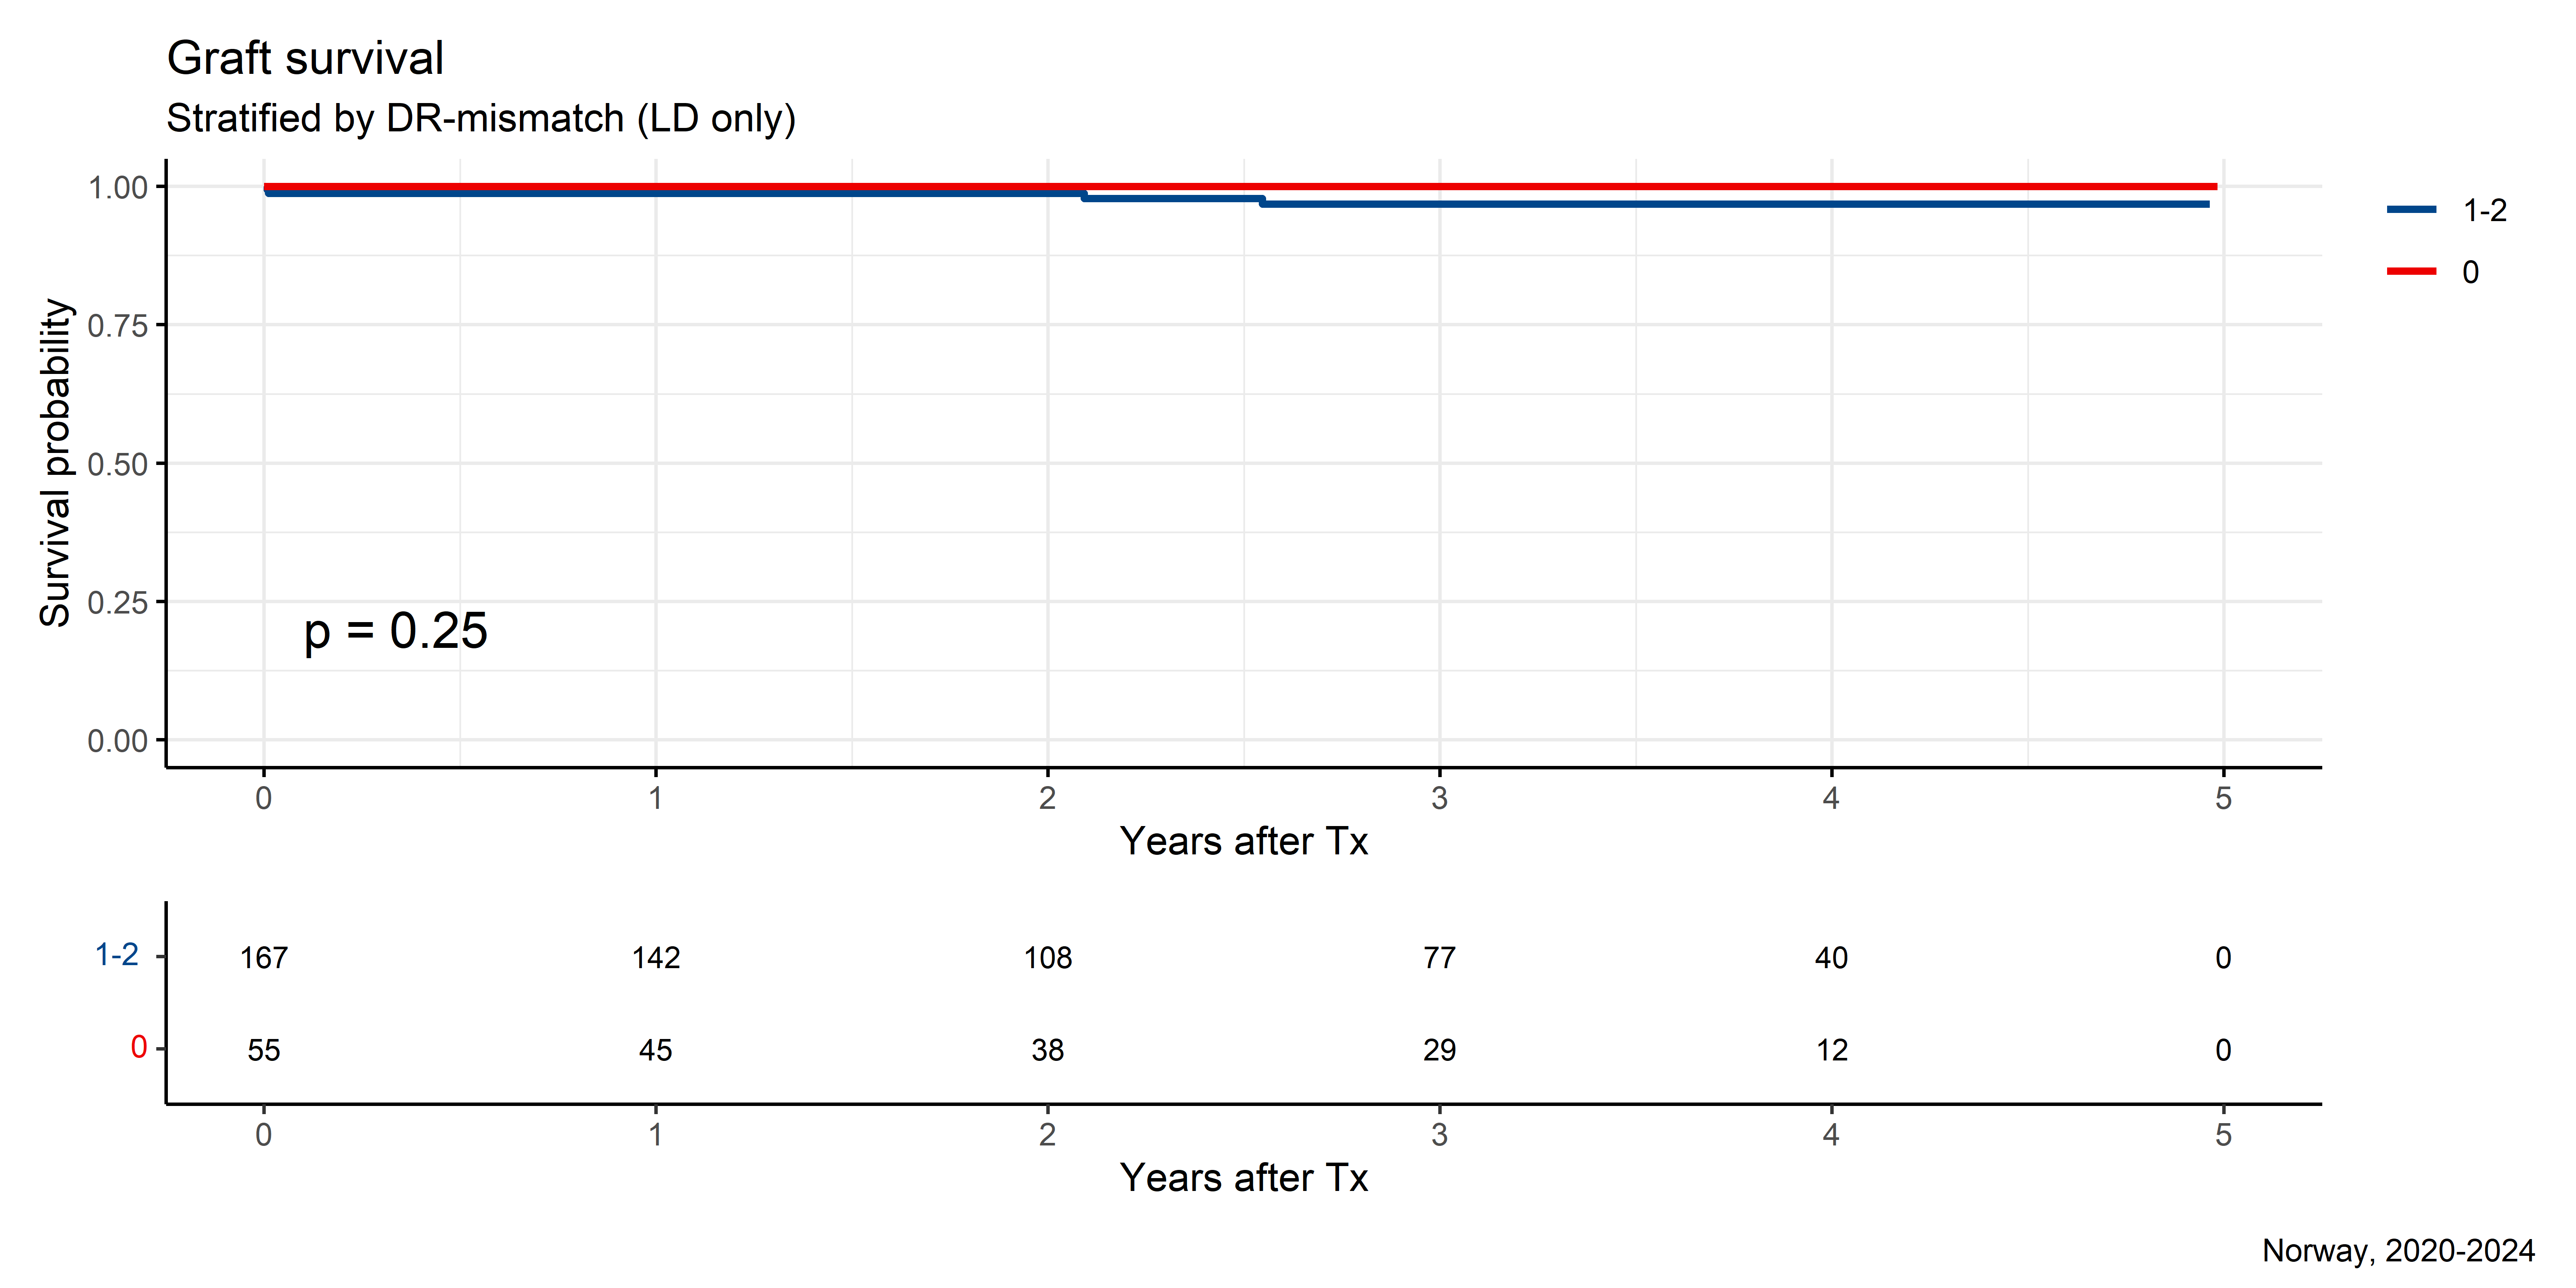 Graft survival
Stratified by DR-mismatch (LD only)
Survival probability
1.00
0.75
0.50
0.25
0.00
p = 0.25
1-2
0
0 1 2 3 4 5
Years after Tx
1-2 167 142 108 77 40 0
0 55 45 38 29 12 0
0 1 2 3 4 5
Years after Tx
Norway, 2020-2024